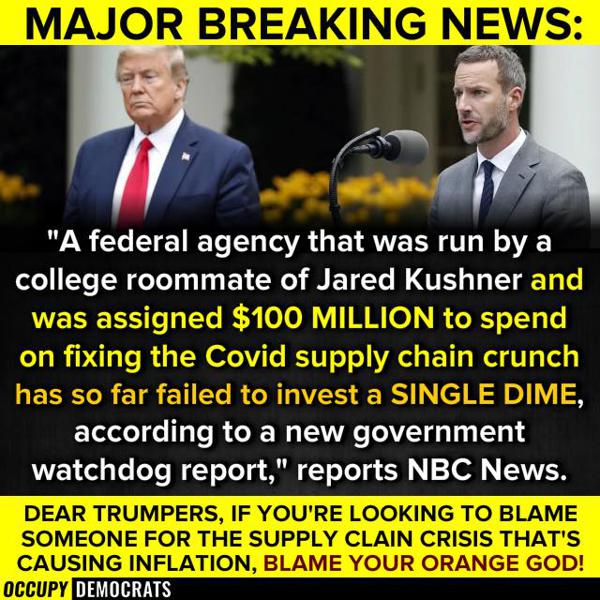 MAJOR BREAKING NEWS:
"A federal agency that was run by a
college roommate of Jared Kushner and
was assigned $100 MILLION to spend
on fixing the Covid supply chain crunch
has so far failed to invest a SINGLE DIME,
according to a new government
watchdog report," reports NBC News.
DEAR TRUMPERS, IF YOU'RE LOOKING TO BLAME
SOMEONE FOR THE SUPPLY CLAIN CRISIS THAT'S
CAUSING INFLATION, BLAME YOUR ORANGE GOD!
OCCUPY DEMOCRATS